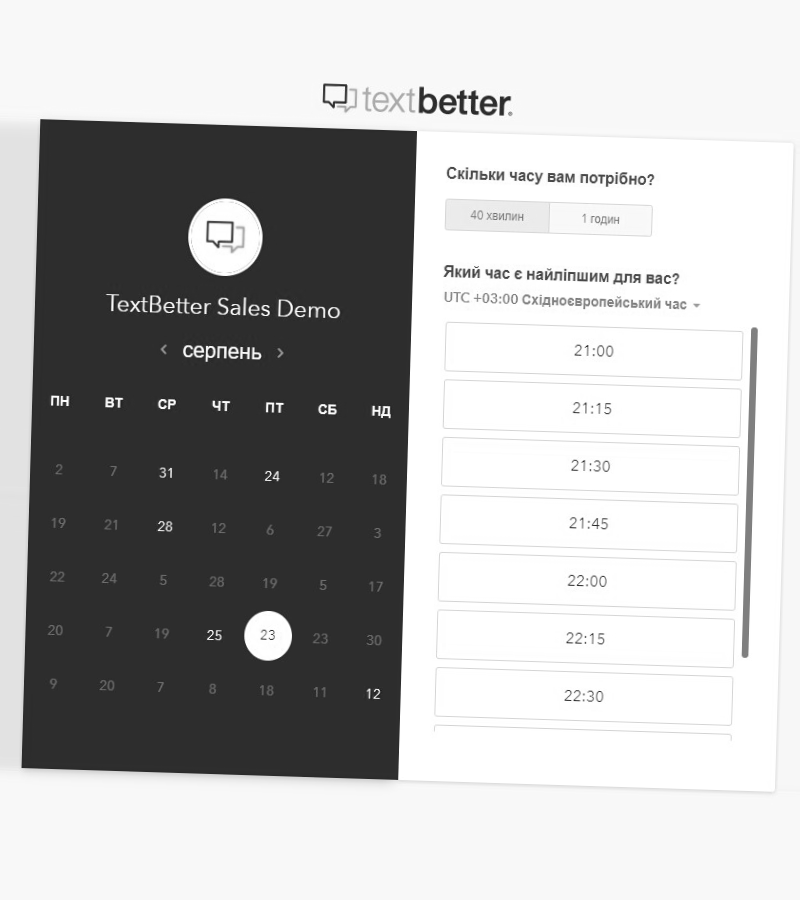 textbetter.
TextBetter Sales Demo
серпень
ПН ВТ СР ЧТ ПТ СБ НД
2 7 31 14 24 12 18
19 21 28 12 6 27 3
22 24 5 28 19 5 17
20 7 19 25 23 23 30
9 20 7 8 18 11 12
Скільки часу вам потрібно?
40 хвилин 1 годин
Який час є найліпшим для вас?
UTC +03:00 Східноєвропейський час
21:00
21:15
21:30
21:45
22:00
22:15
22:30